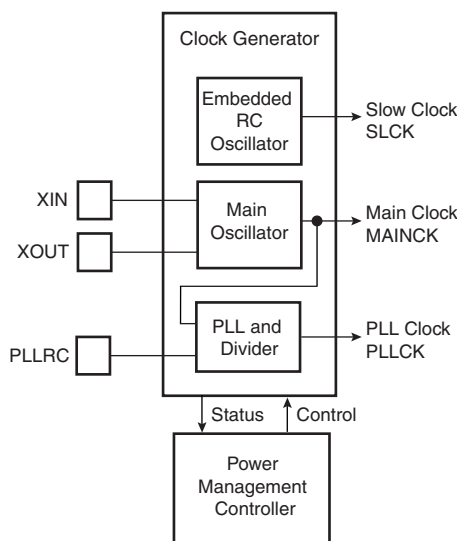 Clock Generator
Embedded
RC
Oscillator
Slow Clock
SLCK
XIN
XOUT
Main
Oscillator
Main Clock
MAINCK
PLLRC
PLL and
Divider
PLL Clock
PLLCK
Status
Control
Power
Management
Controller